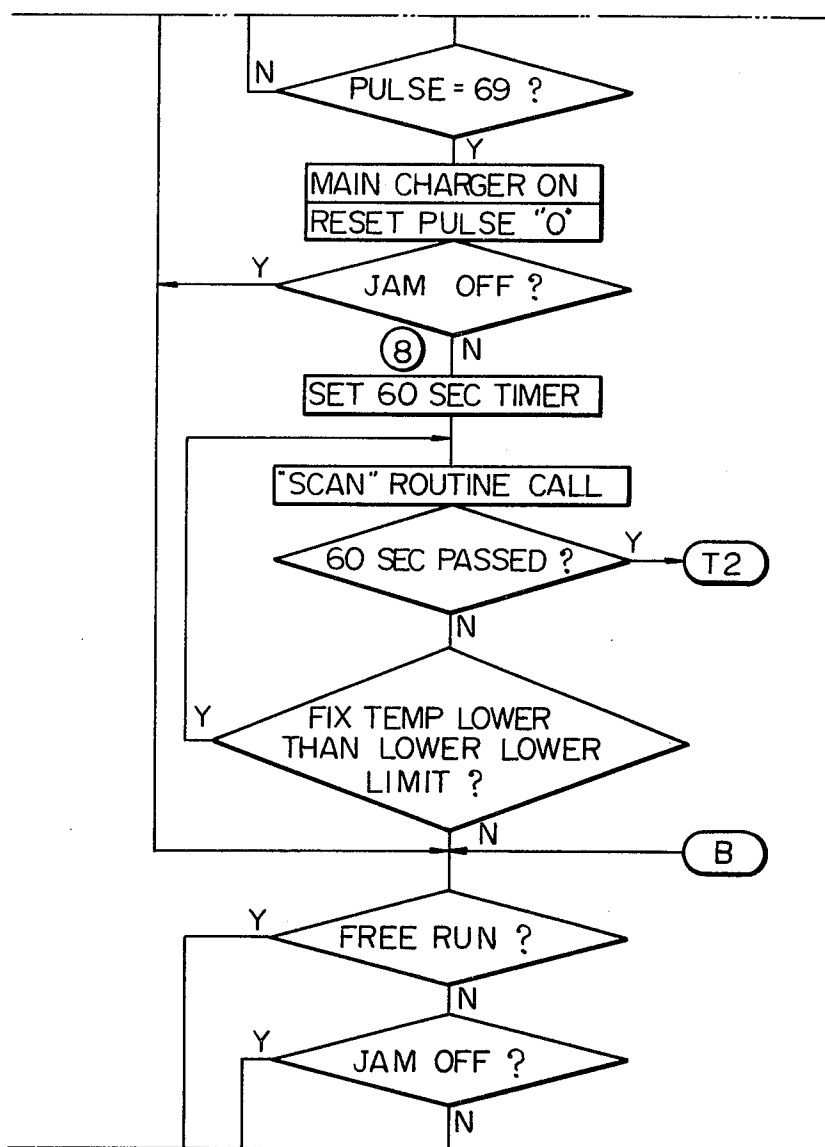 N
PULSE = 69 ?
Y
MAIN CHARGER ON
RESET PULSE "0"
Y
JAM OFF ?
8
N
SET 60 SEC TIMER
"SCAN" ROUTINE CALL
60 SEC PASSED ?
Y
T2
N
Y
FIX TEMP LOWER
THAN LOWER LOWER
LIMIT ?
N
B
Y
FREE RUN ?
N
Y
JAM OFF ?
N